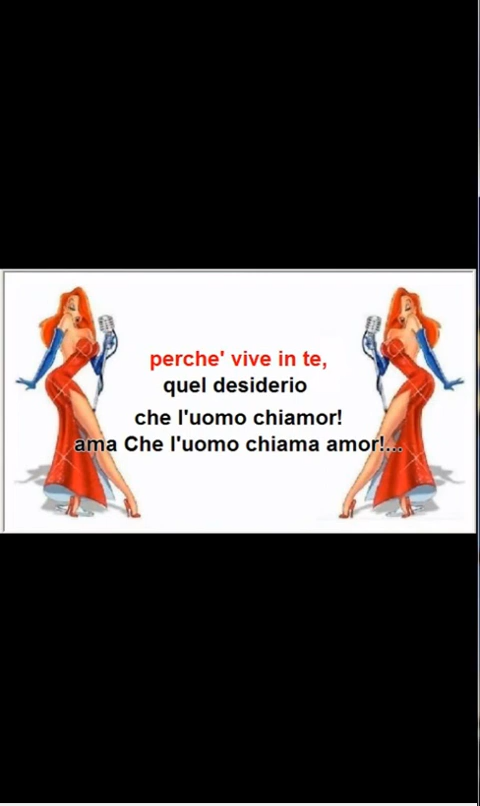 perche' vive in te,
quel desiderio
che l'uomo chiamor!
ama Che l'uomo chiama amor!...